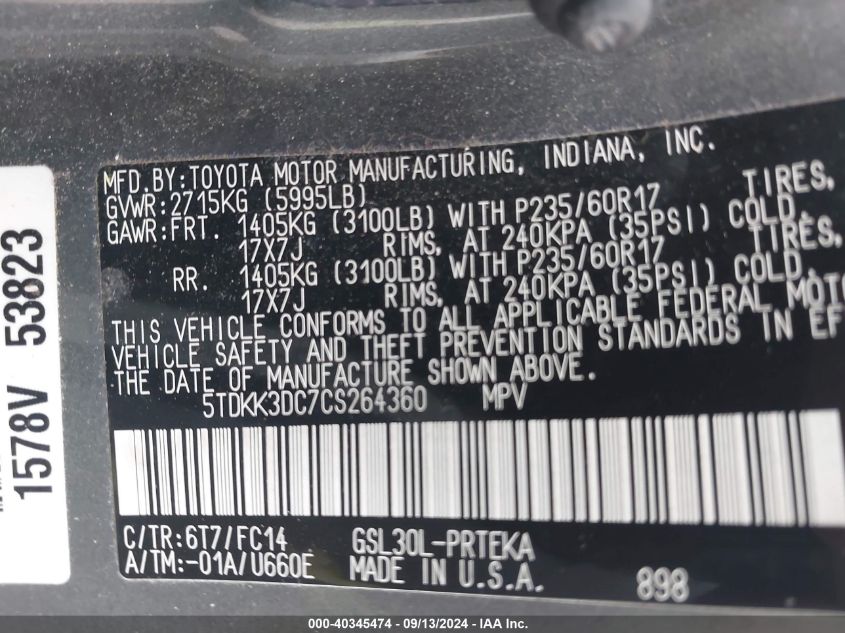 MFD.BY:TOYOTA MOTOR MANUFACTURING, INDIANA, INC.
GVWR:2715KG (5995LB)
GAWR:FRT. 1405KG (3100LB) WITH P235/60R17 TIRES,
17X7J RIMS, AT 240KPA (35PSI) COLD.
RR. 1405KG (3100LB) WITH P235/60R17 TIRES,
17X7J RIMS, AT 240KPA (35PSI) COLD.
THIS VEHICLE CONFORMS TO ALL APPLICABLE FEDERAL MOTO
VEHICLE SAFETY AND THEFT PREVENTION STANDARDS IN EF
THE DATE OF MANUFACTURE SHOWN ABOVE.
5TDKK3DC7CS264360 MPV
C/TR:6T7/FC14 GSL30L-PRTEKA
A/TM:-01A/U660E MADE IN U.S.A. 898
1578V 53823
000-40345474 - 09/13/2024 - IAA Inc.